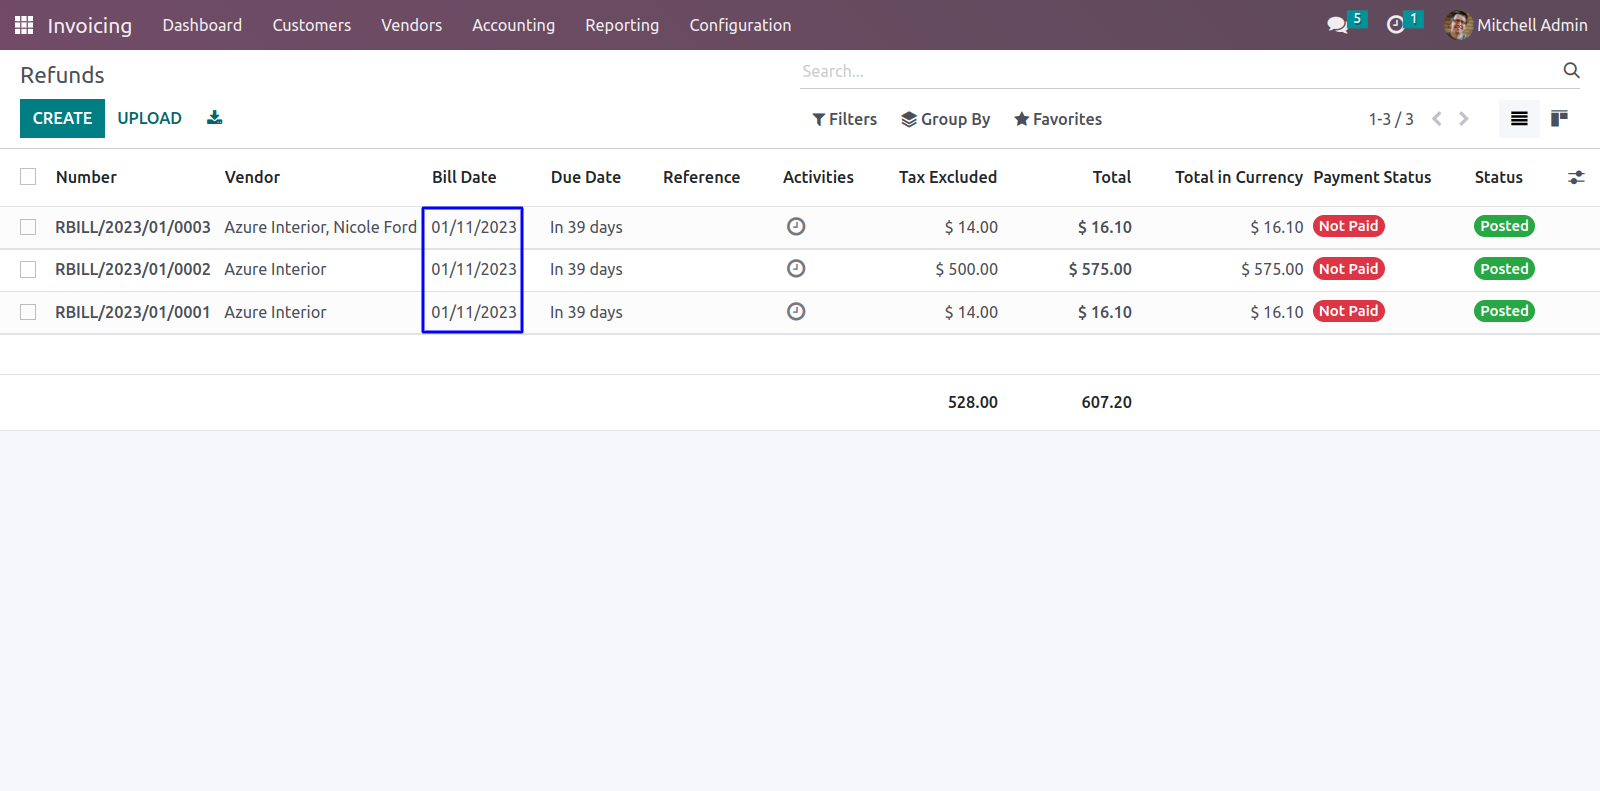 Invoicing Dashboard Customers Vendors Accounting Reporting Configuration 5 1 Mitchell Admin
Refunds Search...
CREATE UPLOAD Filters Group By Favorites 1-3 / 3
Number Vendor Bill Date Due Date Reference Activities Tax Excluded Total Total in Currency Payment Status Status
RBILL/2023/01/0003 Azure Interior, Nicole Ford 01/11/2023 In 39 days $ 14.00 $ 16.10 $ 16.10 Not Paid Posted
RBILL/2023/01/0002 Azure Interior 01/11/2023 In 39 days $ 500.00 $ 575.00 $ 575.00 Not Paid Posted
RBILL/2023/01/0001 Azure Interior 01/11/2023 In 39 days $ 14.00 $ 16.10 $ 16.10 Not Paid Posted
528.00 607.20